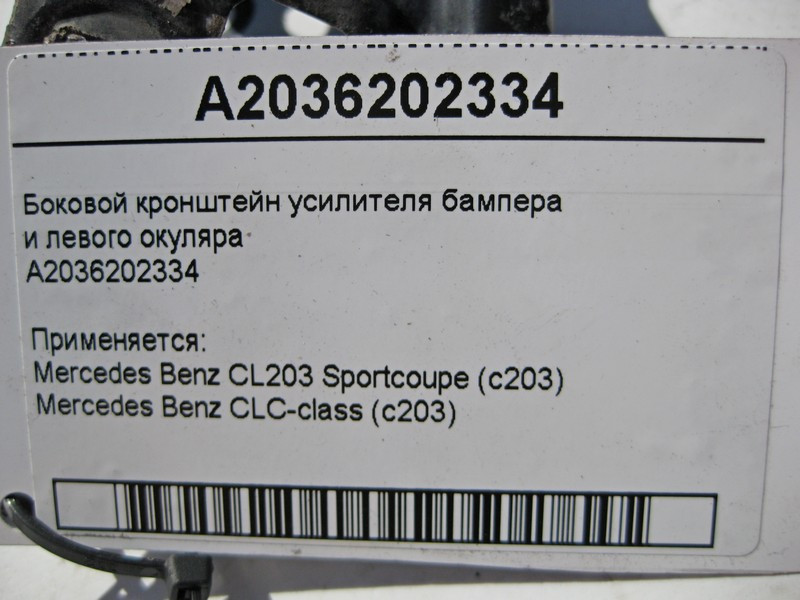 A2036202334
Боковой кронштейн усилителя бампера
и левого окуляра
A2036202334
Применяется:
Mercedes Benz CL203 Sportcoupe (c203)
Mercedes Benz CLC-class (c203)